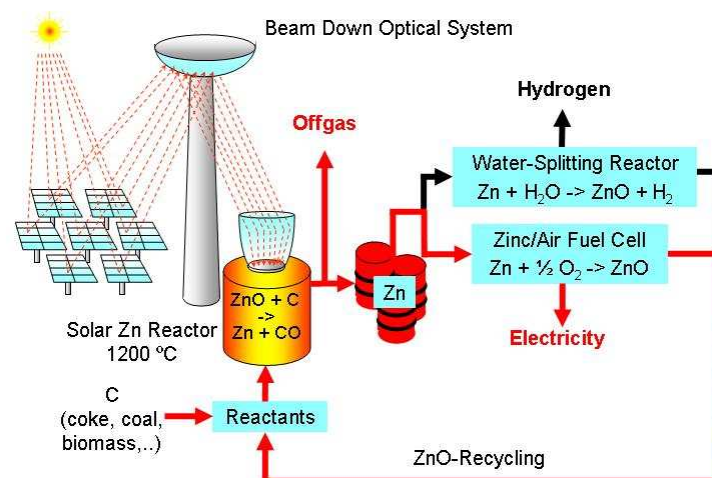 Beam Down Optical System
Hydrogen
Offgas
Water-Splitting Reactor
Zn + H₂O -> ZnO + H₂
Zinc/Air Fuel Cell
Zn + ½ O₂ -> ZnO
Zn
ZnO + C
->
Zn + CO
Solar Zn Reactor
1200 ºC
Electricity
C
(coke, coal,
biomass,..)
Reactants
ZnO-Recycling